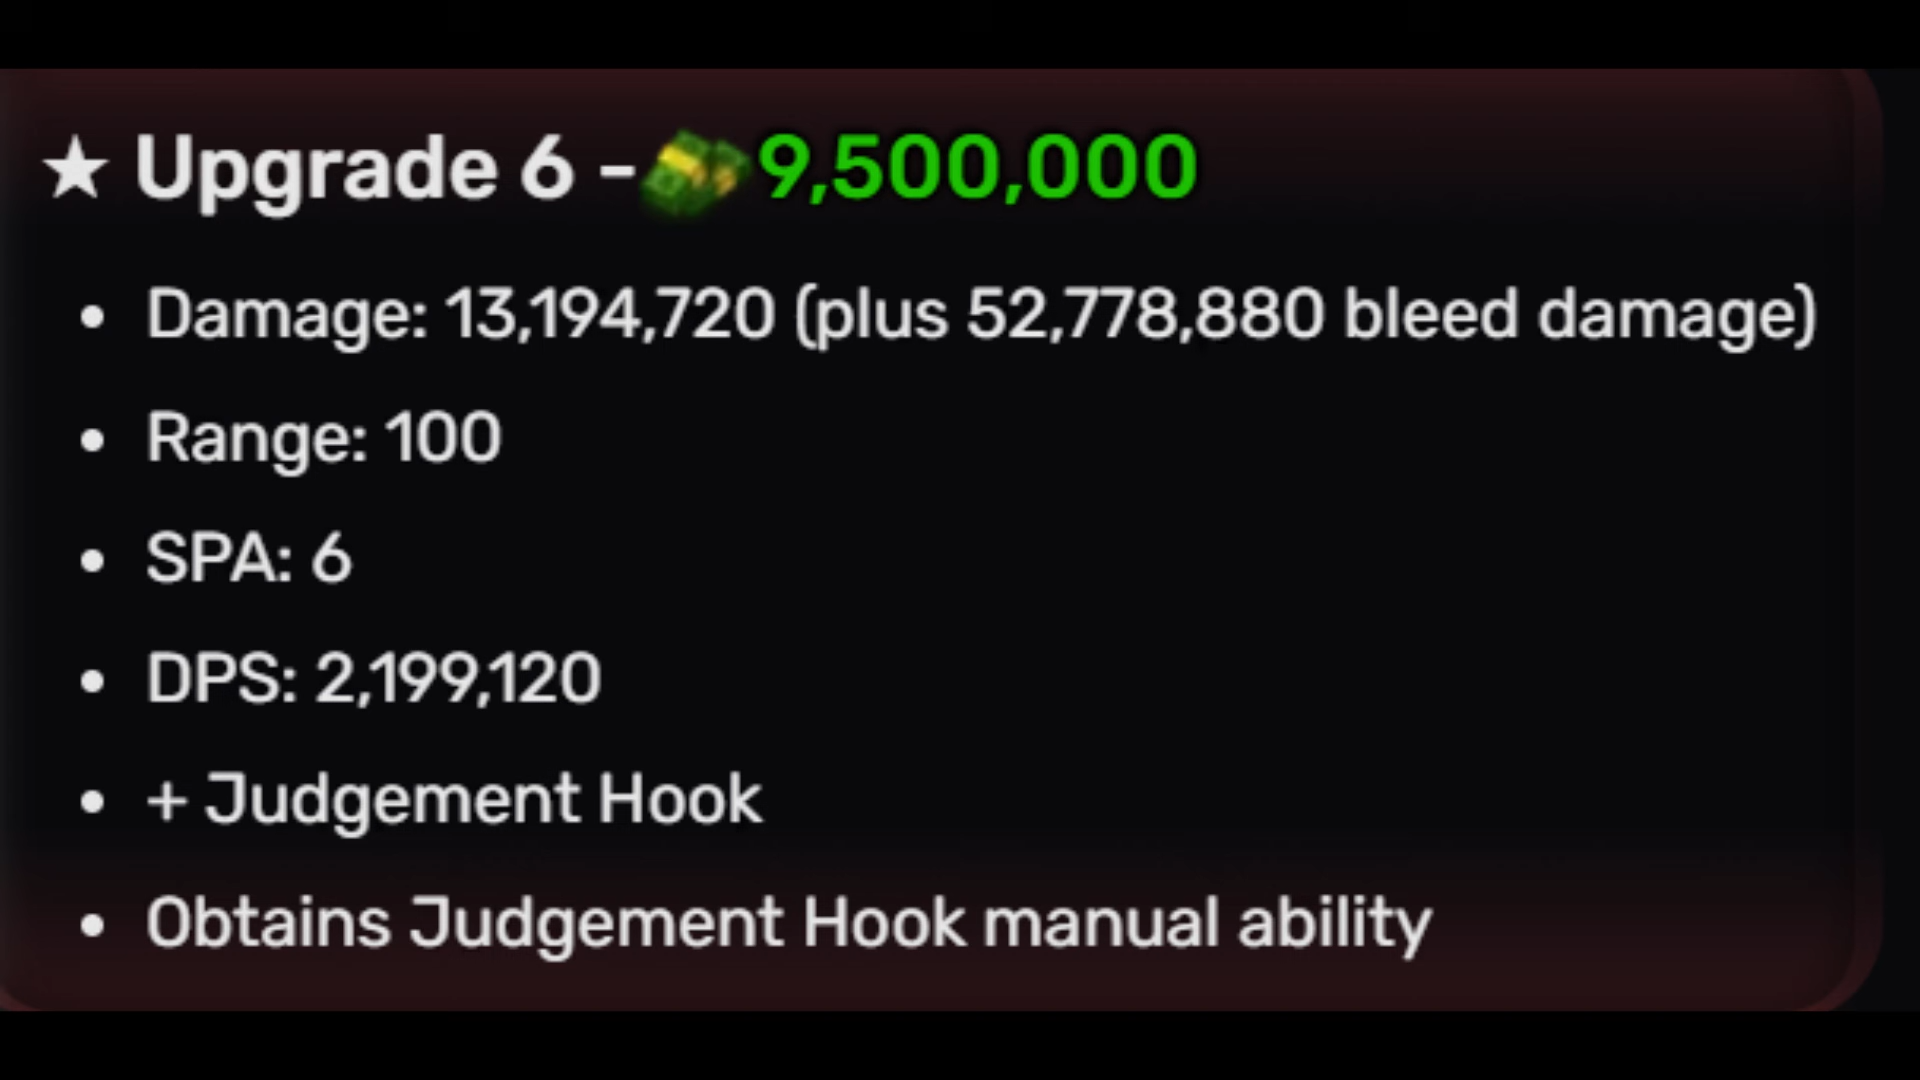 ★ Upgrade 6 - 9,500,000
• Damage: 13,194,720 (plus 52,778,880 bleed damage)
• Range: 100
• SPA: 6
• DPS: 2,199,120
• + Judgement Hook
• Obtains Judgement Hook manual ability